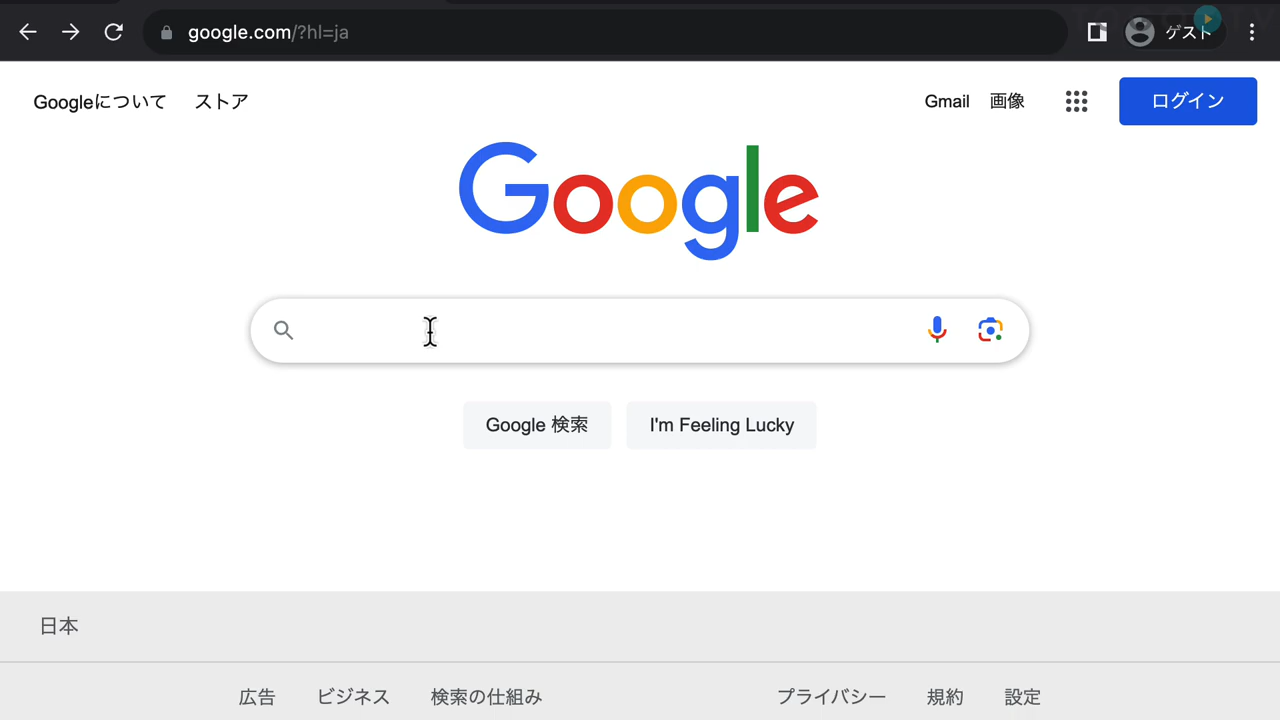 google.com/?hl=ja
ゲスト
Googleについて ストア
Gmail 画像
ログイン
Google
Google 検索
I'm Feeling Lucky
日本
広告 ビジネス 検索の仕組み
プライバシー 規約 設定